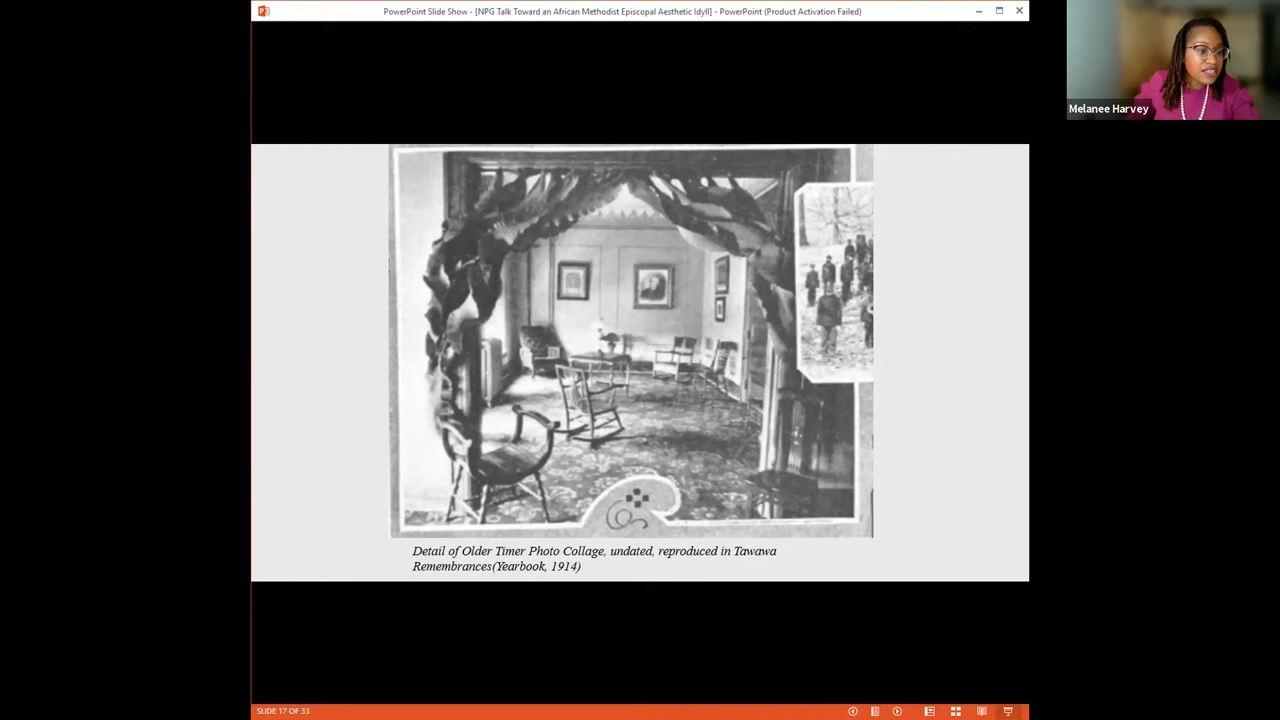 PowerPoint Slide Show - [NPG Talk Toward an African Methodist Episcopal Aesthetic Idyll] - PowerPoint (Product Activation Failed)
Melanee Harvey
Detail of Older Timer Photo Collage, undated, reproduced in Tawawa
Remembrances(Yearbook, 1914)
SLIDE 17 OF 33